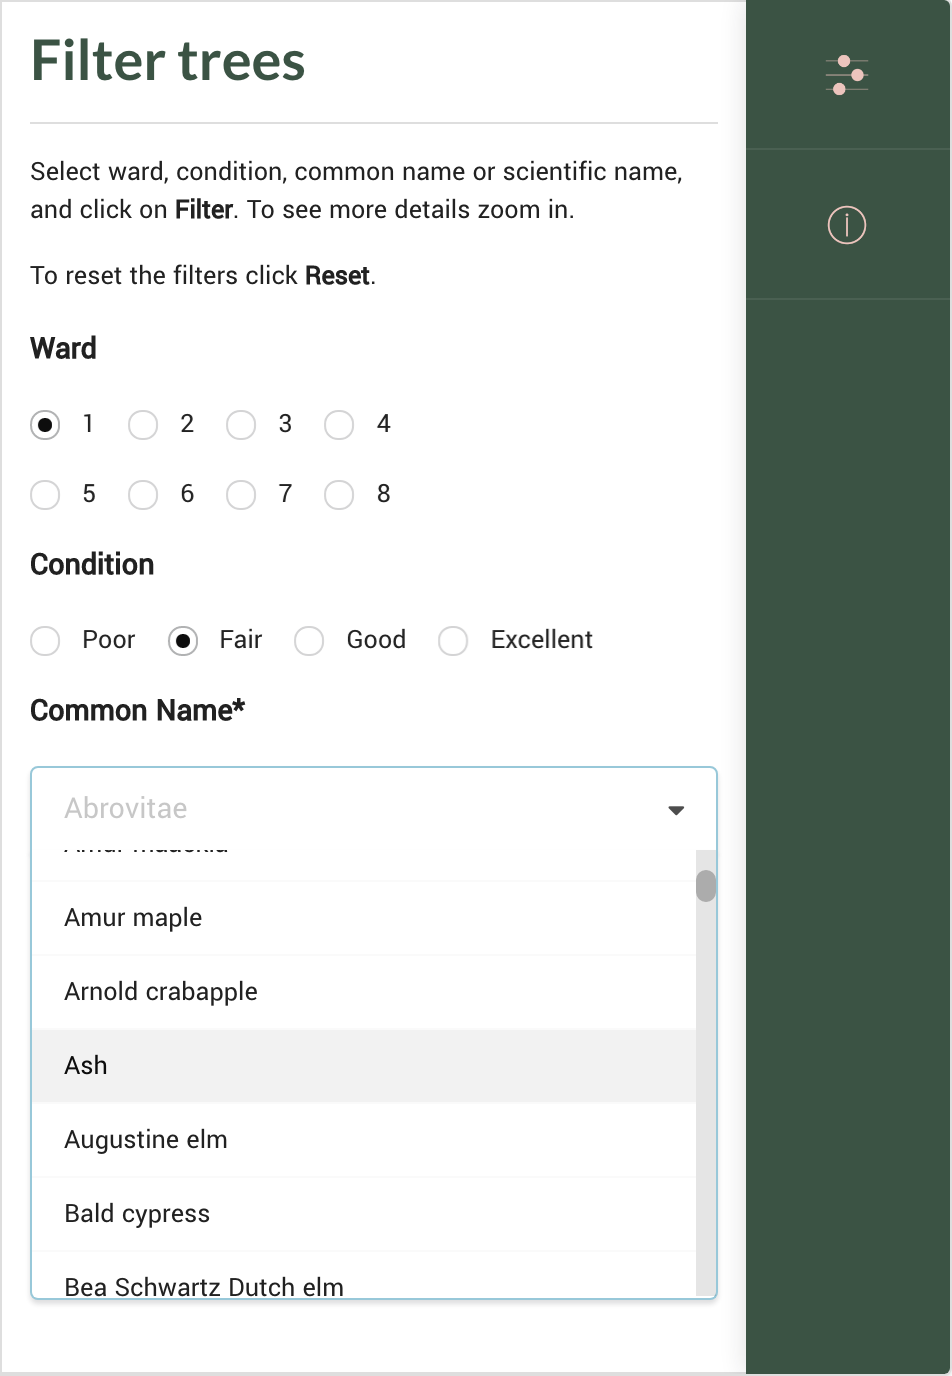 Filter trees
Select ward, condition, common name or scientific name,
and click on Filter. To see more details zoom in.
To reset the filters click Reset.
Ward
1 2 3 4
5 6 7 8
Condition
Poor Fair Good Excellent
Common Name*
Abrovitae
Amur maple
Arnold crabapple
Ash
Augustine elm
Bald cypress
Bea Schwartz Dutch elm